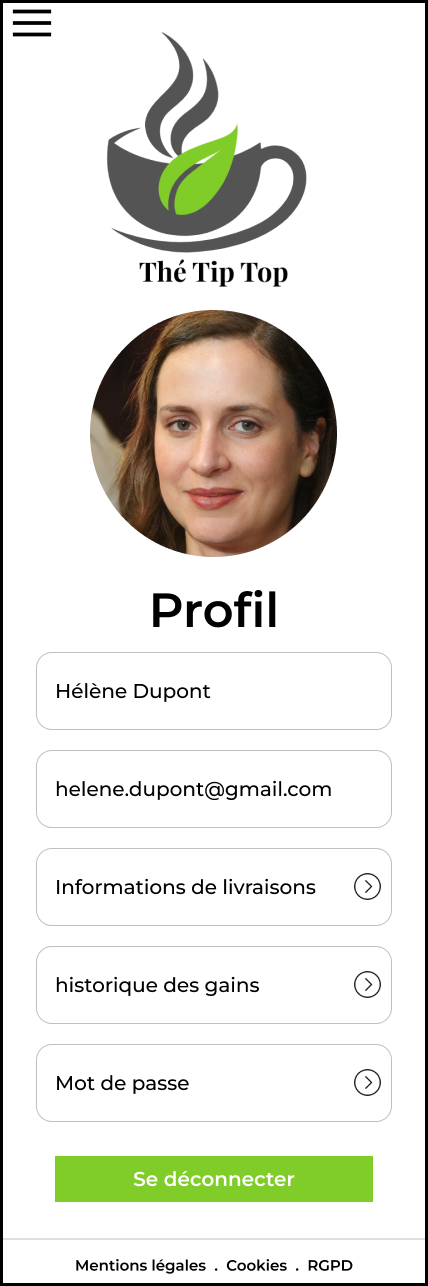 Thé Tip Top
Profil
Hélène Dupont
helene.dupont@gmail.com
Informations de livraisons
historique des gains
Mot de passe
Se déconnecter
Mentions légales . Cookies . RGPD